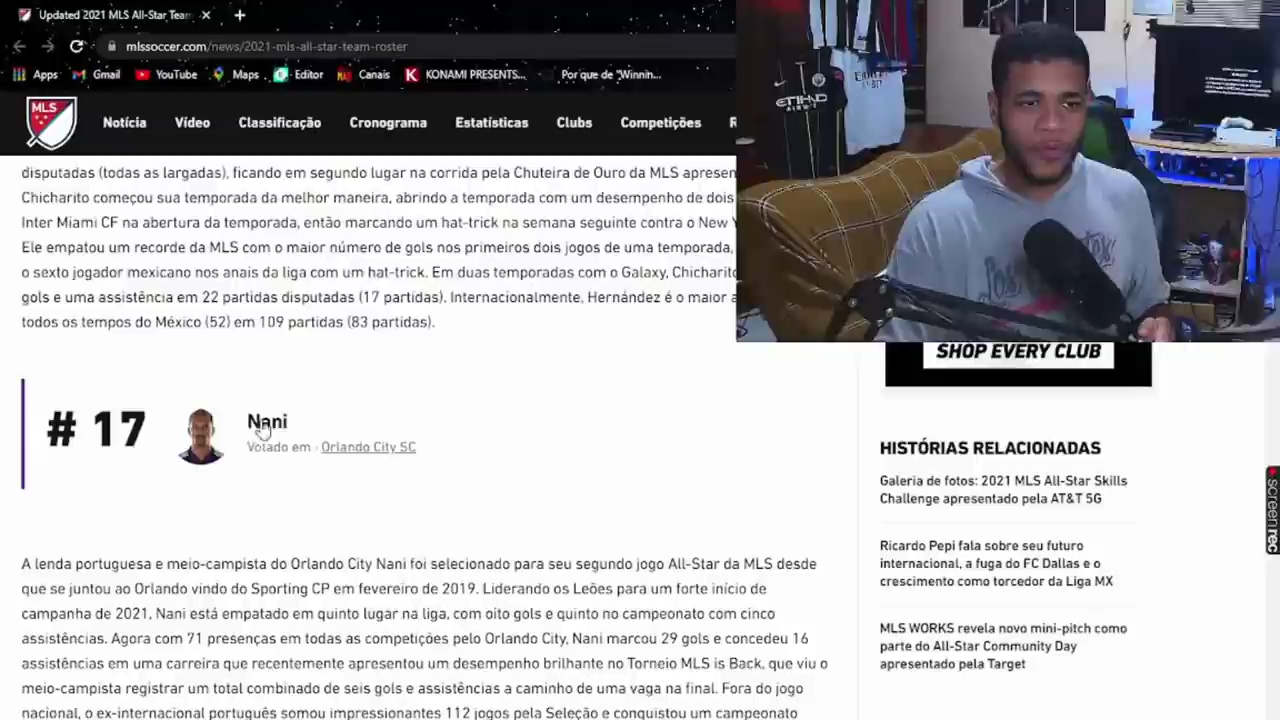 Updated 2021 MLS All-Star Team
mlssoccer.com/news/2021-mls-all-star-team-roster
Apps Gmail YouTube Maps Editor Canais KONAMI PRESENTS... Por que de "Winnin...
MLS
Notícia Vídeo Classificação Cronograma Estatísticas Clubs Competições R
ETIHAD
disputadas (todas as largadas), ficando em segundo lugar na corrida pela Chuteira de Ouro da MLS apresen
Chicharito começou sua temporada da melhor maneira, abrindo a temporada com um desempenho de dois
Inter Miami CF na abertura da temporada, então marcando um hat-trick na semana seguinte contra o New Y
Ele empatou um recorde da MLS com o maior número de gols nos primeiros dois jogos de uma temporada,
o sexto jogador mexicano nos anais da liga com um hat-trick. Em duas temporadas com o Galaxy, Chicharito
gols e uma assistência em 22 partidas disputadas (17 partidas). Internacionalmente, Hernández é o maior a
todos os tempos do México (52) em 109 partidas (83 partidas).
SHOP EVERY CLUB
# 17
Nani
Votado em · Orlando City SC
HISTÓRIAS RELACIONADAS
Galeria de fotos: 2021 MLS All-Star Skills
Challenge apresentado pela AT&T 5G
Ricardo Pepi fala sobre seu futuro
internacional, a fuga do FC Dallas e o
crescimento como torcedor da Liga MX
MLS WORKS revela novo mini-pitch como
parte do All-Star Community Day
apresentado pela Target
screenrec
A lenda portuguesa e meio-campista do Orlando City Nani foi selecionado para seu segundo jogo All-Star da MLS desde
que se juntou ao Orlando vindo do Sporting CP em fevereiro de 2019. Liderando os Leões para um forte início de
campanha de 2021, Nani está empatado em quinto lugar na liga, com oito gols e quinto no campeonato com cinco
assistências. Agora com 71 presenças em todas as competições pelo Orlando City, Nani marcou 29 gols e concedeu 16
assistências em uma carreira que recentemente apresentou um desempenho brilhante no Torneio MLS is Back, que viu o
meio-campista registrar um total combinado de seis gols e assistências a caminho de uma vaga na final. Fora do jogo
nacional, o ex-internacional português somou impressionantes 112 jogos pela Seleção e conquistou um campeonato